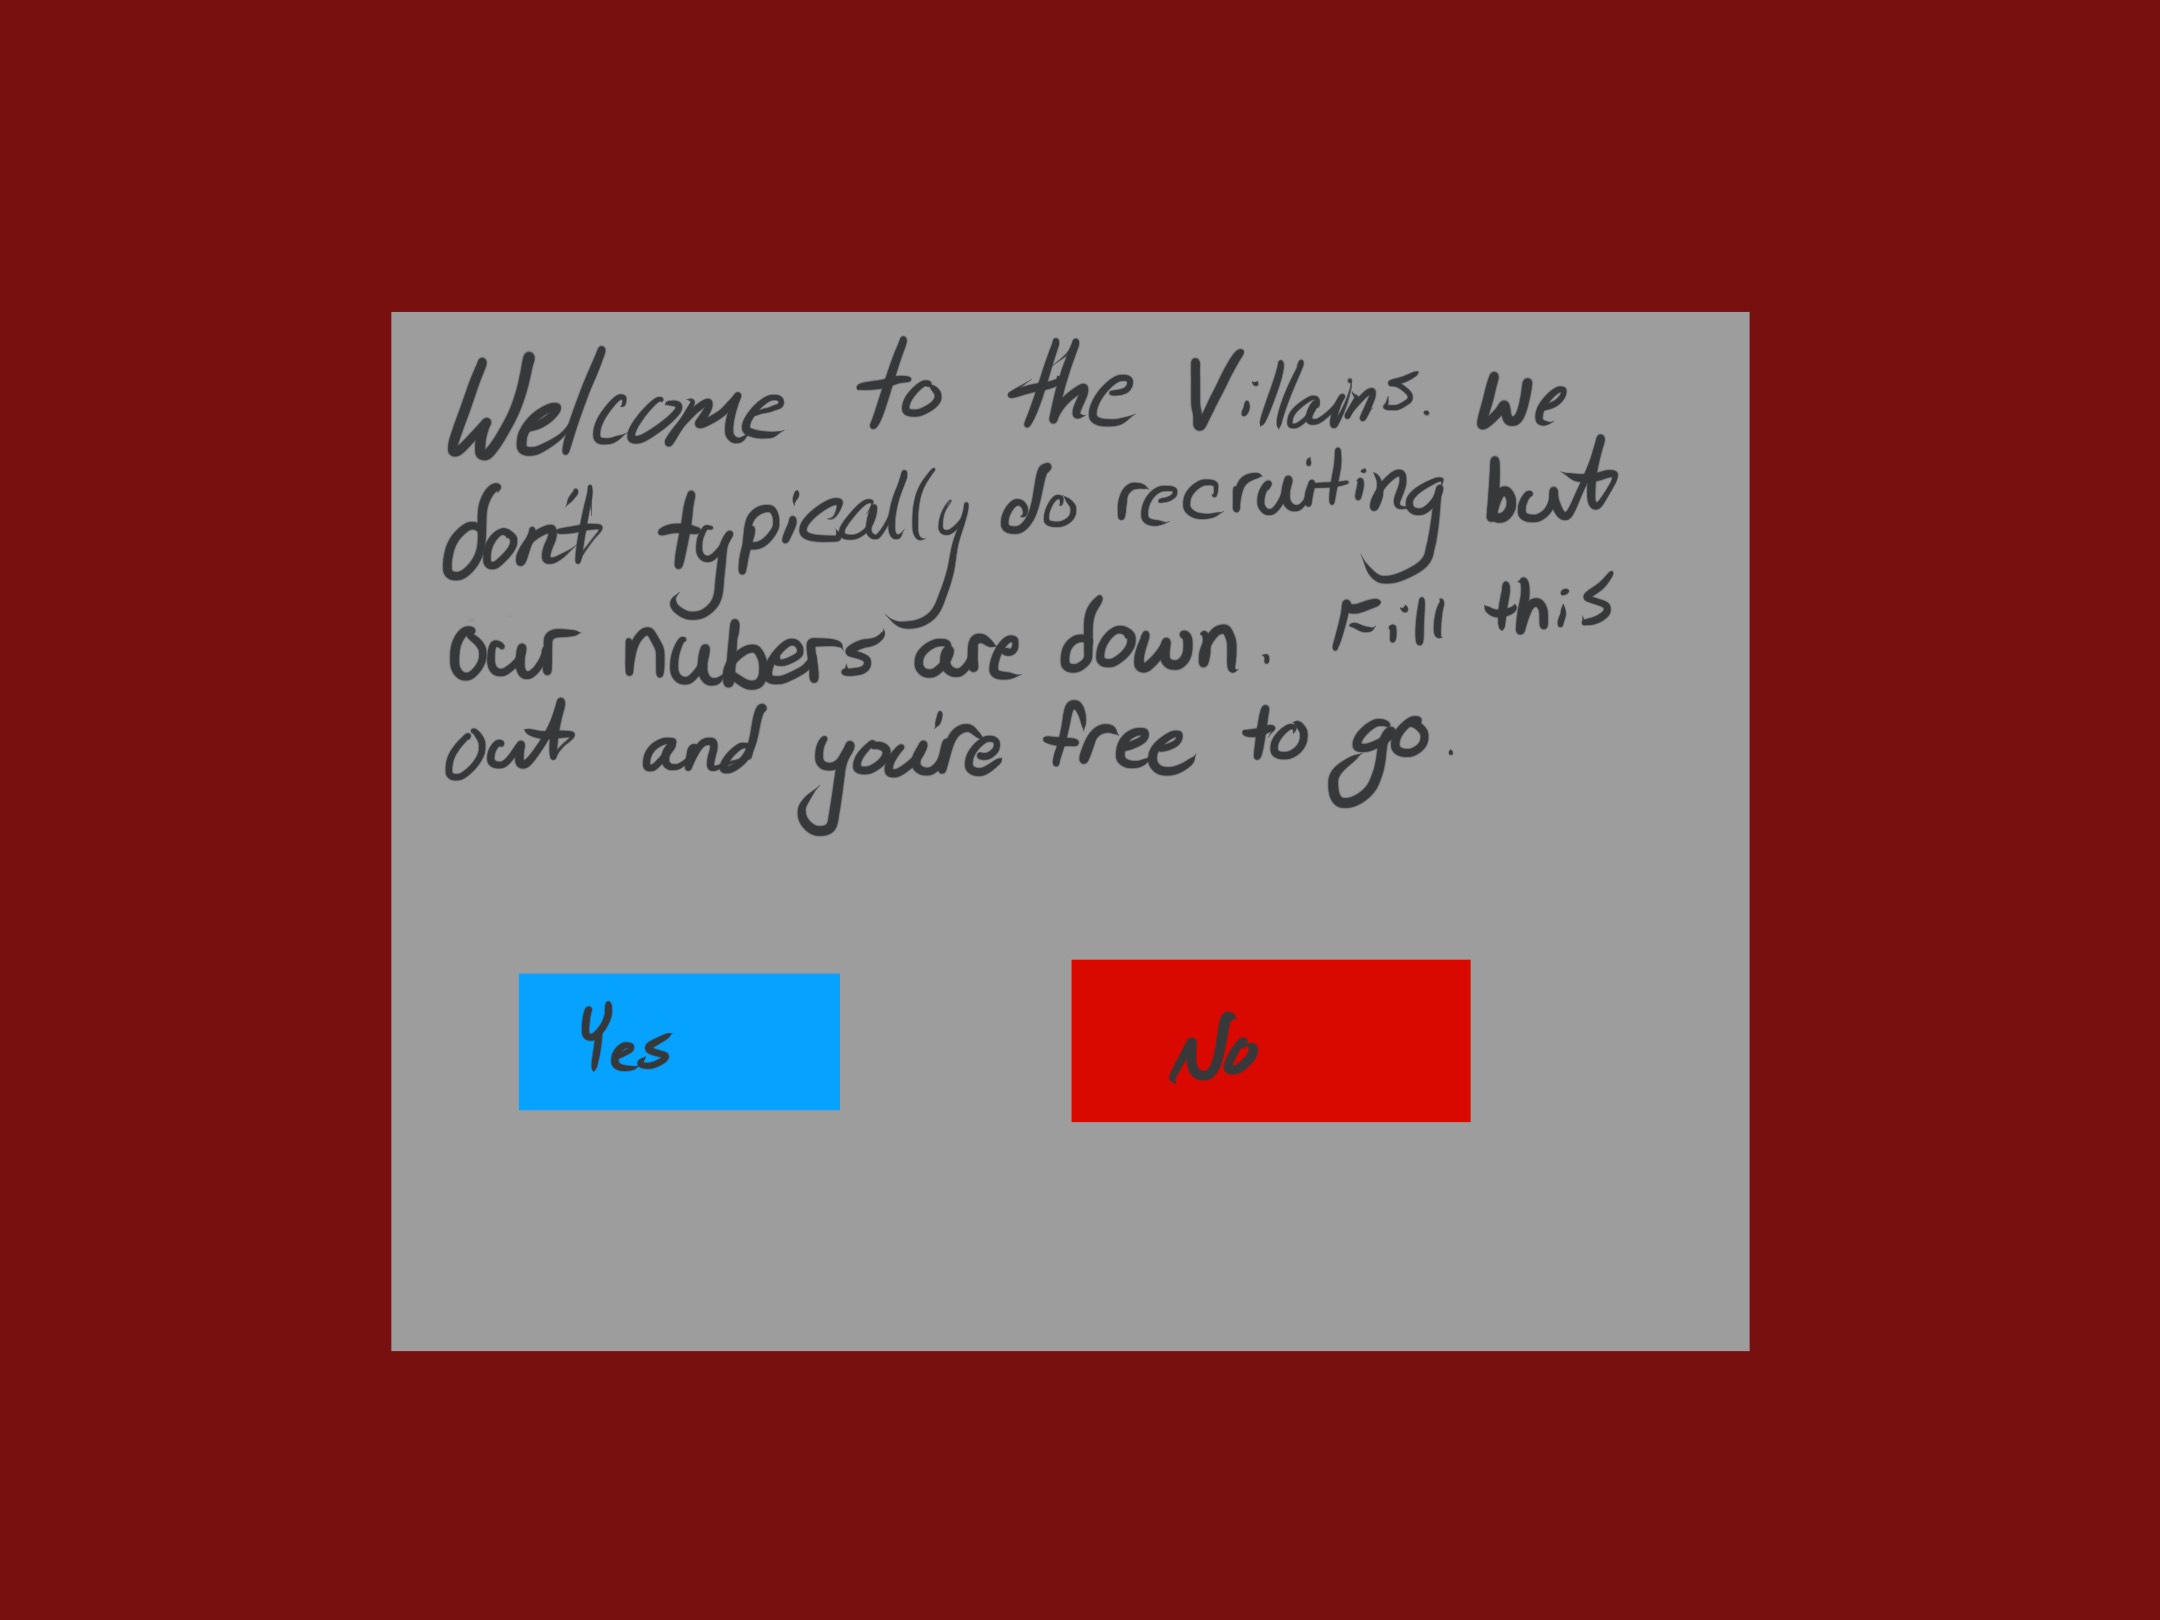 Welcome to the Villains. We
don't typically do recruiting but
our nubers are down. Fill this
out and you're free to go.
Yes No